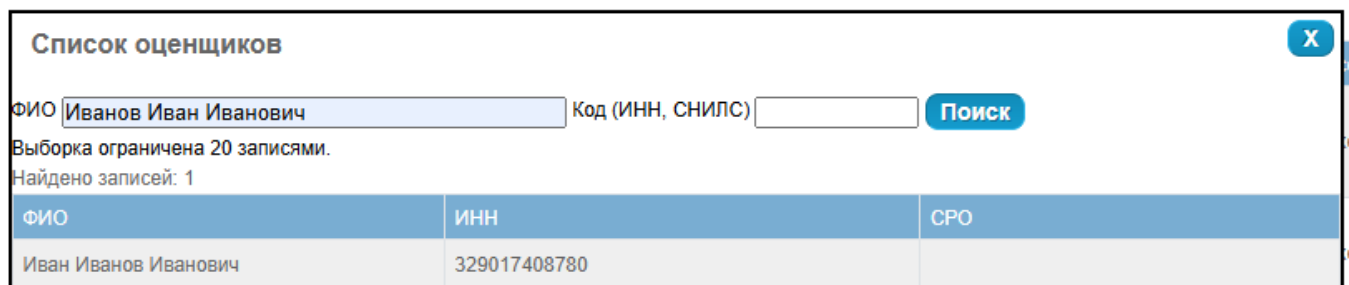 Список оценщиков X
ФИО Иванов Иван Иванович Код (ИНН, СНИЛС) Поиск
Выборка ограничена 20 записями.
Найдено записей: 1
ФИО ИНН СРО
Иван Иванов Иванович 329017408780